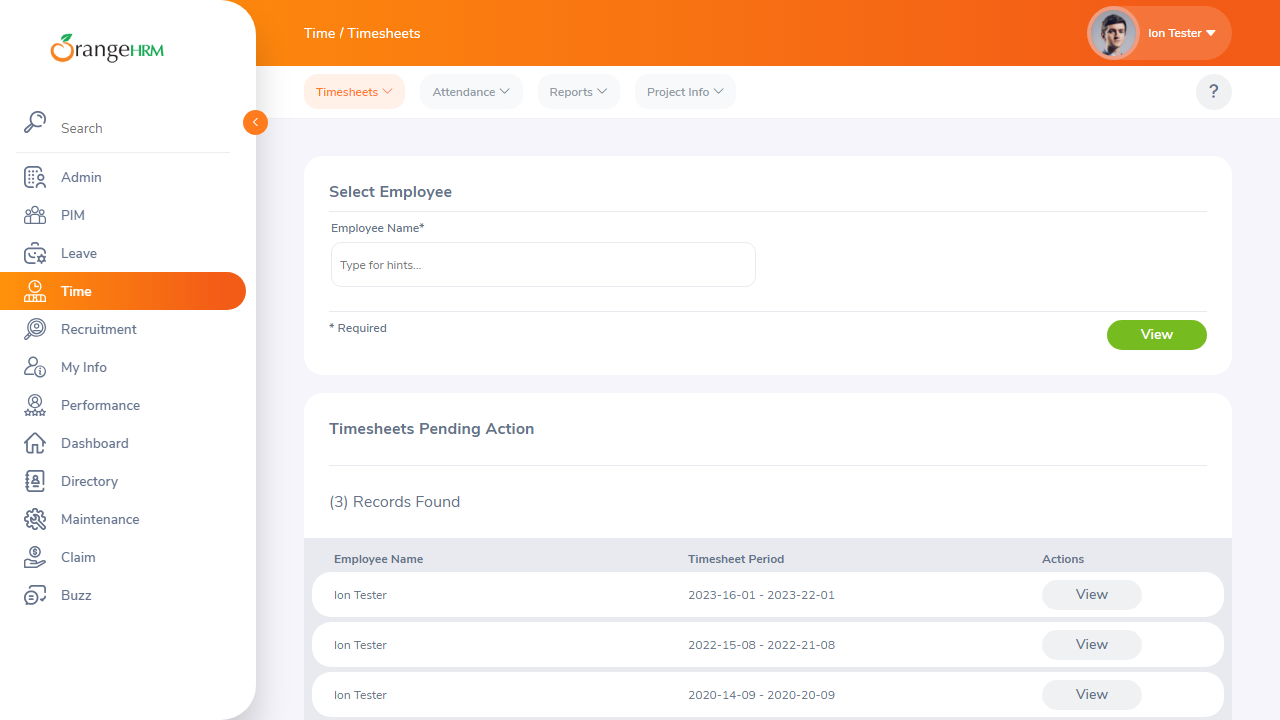 OrangeHRM
Time / Timesheets
Ion Tester
Timesheets
Attendance
Reports
Project Info
?
Search
Admin
PIM
Leave
Time
Recruitment
My Info
Performance
Dashboard
Directory
Maintenance
Claim
Buzz
Select Employee
Employee Name*
Type for hints...
* Required
View
Timesheets Pending Action
(3) Records Found
Employee Name Timesheet Period Actions
Ion Tester 2023-16-01 - 2023-22-01 View
Ion Tester 2022-15-08 - 2022-21-08 View
Ion Tester 2020-14-09 - 2020-20-09 View